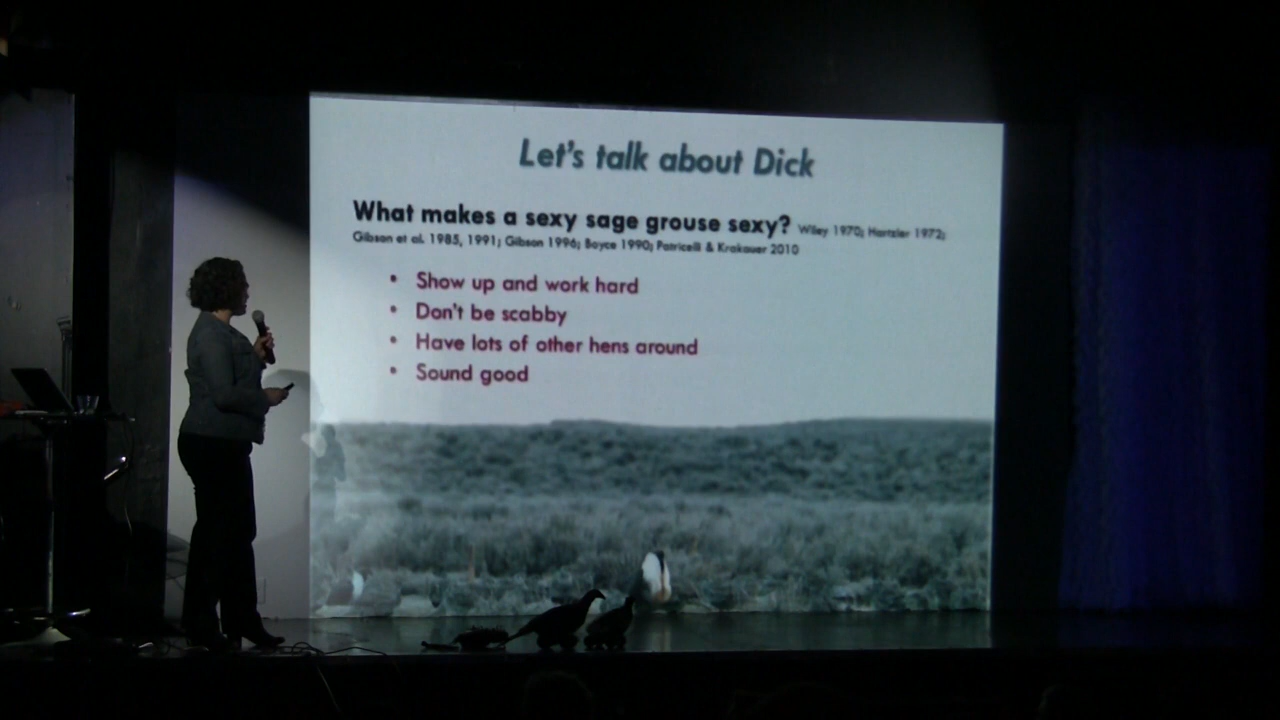 Let's talk about Dick
What makes a sexy sage grouse sexy? Wiley 1970; Hartzler 1972;
Gibson et al. 1985, 1991; Gibson 1996; Boyce 1990; Patricelli & Krakauer 2010
• Show up and work hard
• Don't be scabby
• Have lots of other hens around
• Sound good